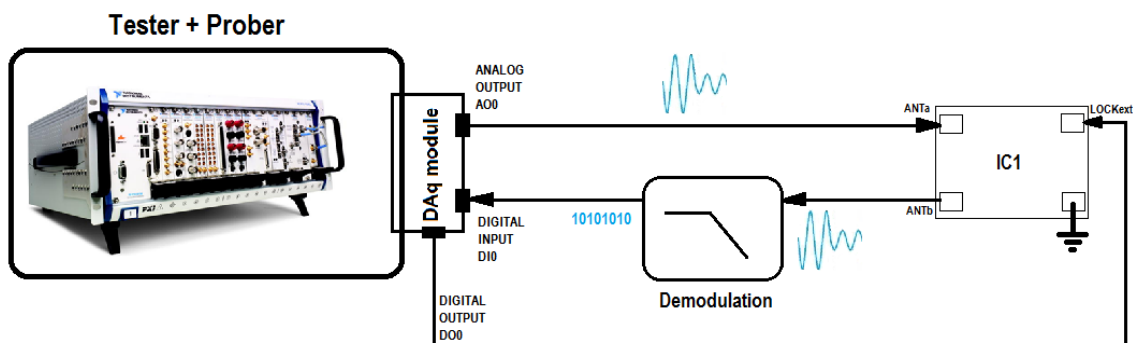 Tester + Prober
ANALOG
OUTPUT
AO0
DAq module
DIGITAL
INPUT
DI0
DIGITAL
OUTPUT
DO0
10101010
Demodulation
ANTa
LOCKext
IC1
ANTb
PXI